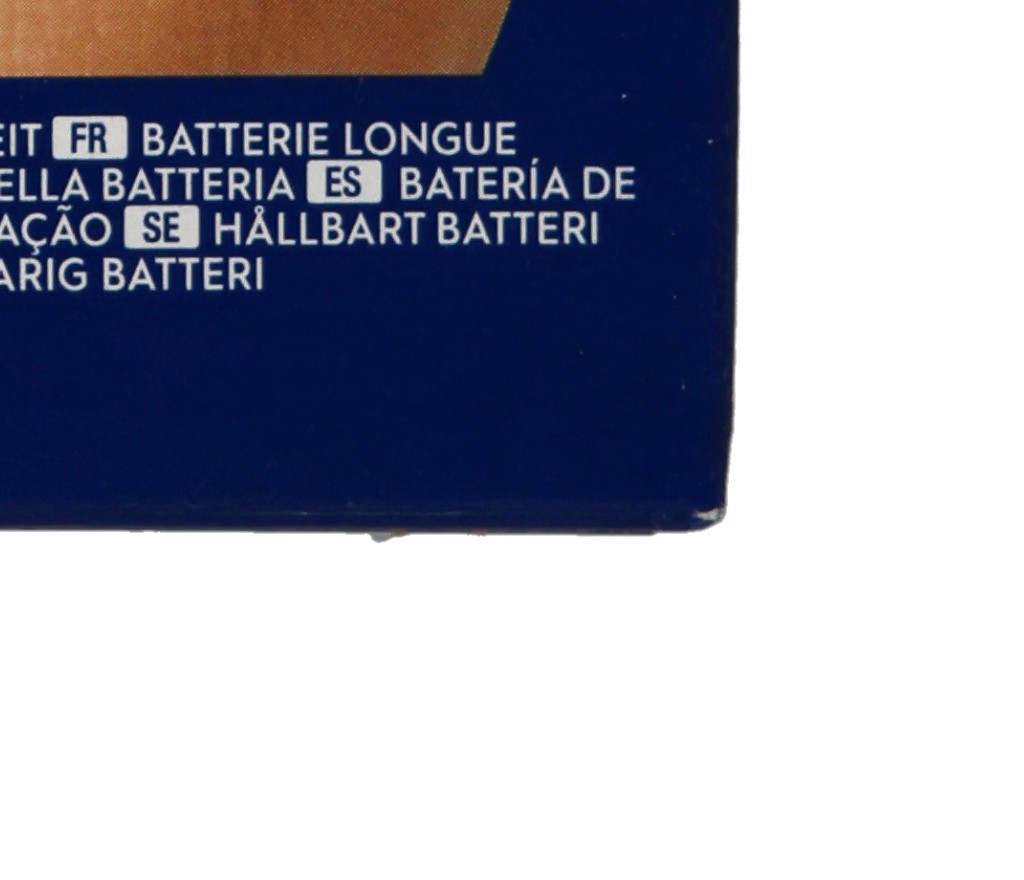 EIT FR BATTERIE LONGUE
ELLA BATTERIA ES BATERÍA DE
AÇÃO SE HÅLLBART BATTERI
ARIG BATTERI